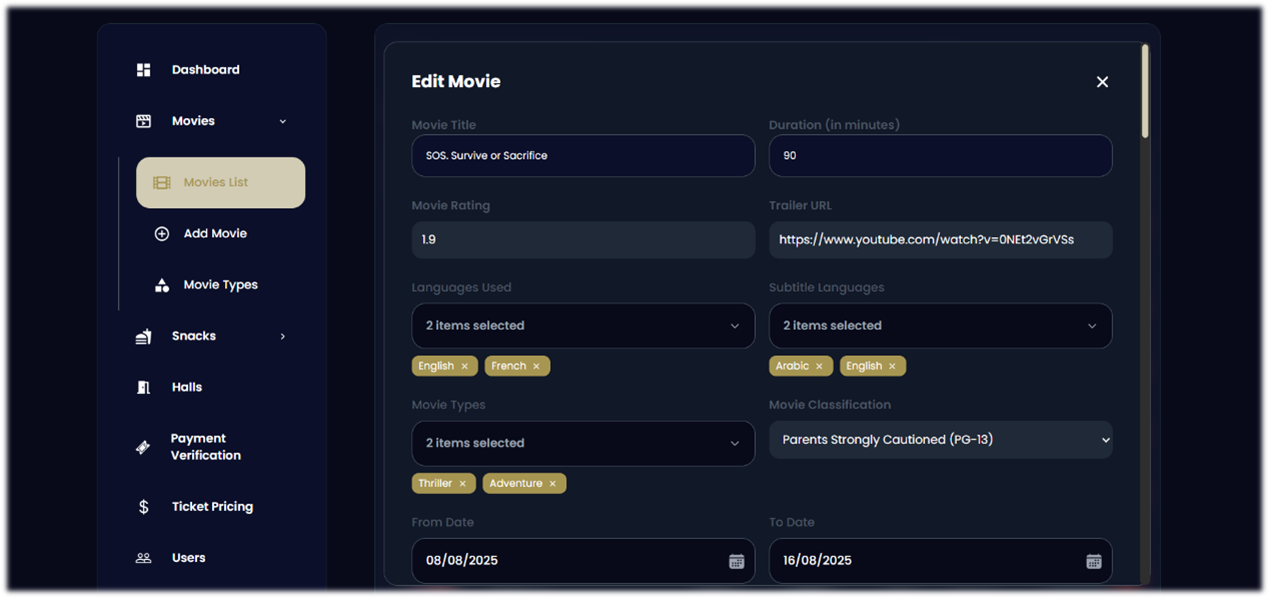 Dashboard
Movies
Movies List
Add Movie
Movie Types
Snacks
Halls
Payment
Verification
Ticket Pricing
Users
Edit Movie
Movie Title
Duration (in minutes)
SOS. Survive or Sacrifice
90
Movie Rating
Trailer URL
1.9
https://www.youtube.com/watch?v=0NEt2vGrVSs
Languages Used
Subtitle Languages
2 items selected
2 items selected
English × French ×
Arabic × English ×
Movie Types
Movie Classification
2 items selected
Parents Strongly Cautioned (PG-13)
Thriller × Adventure ×
From Date
To Date
08/08/2025
16/08/2025